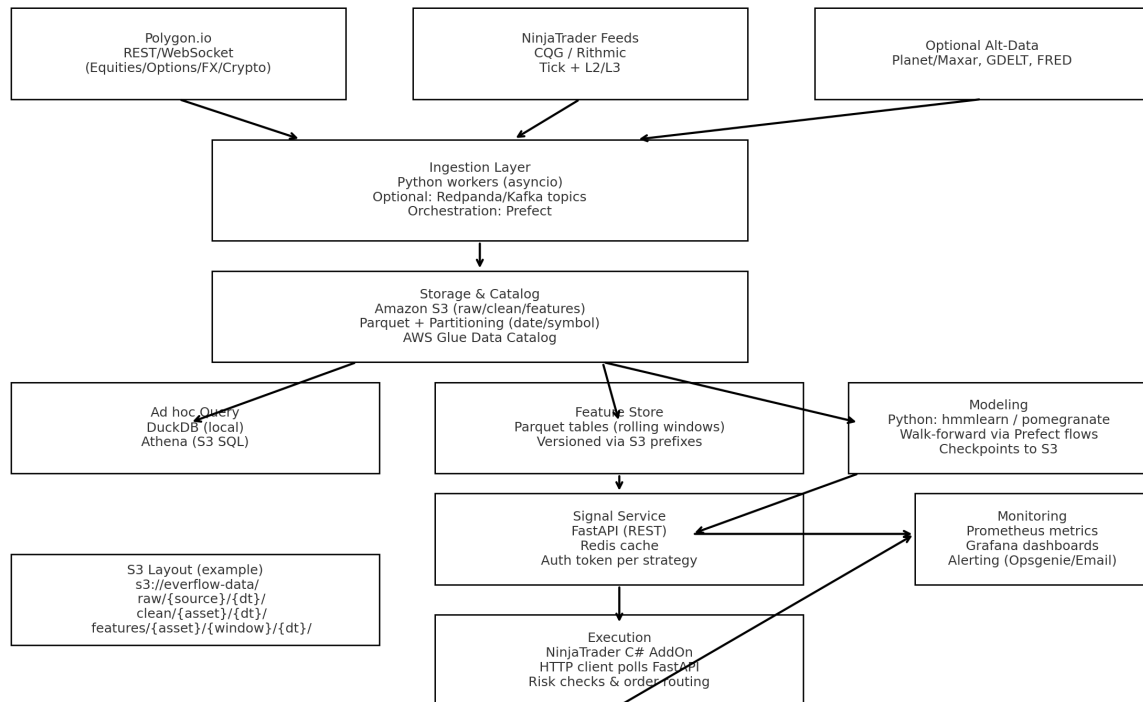 Polygon.io
REST/WebSocket
(Equities/Options/FX/Crypto)
NinjaTrader Feeds
CQG / Rithmic
Tick + L2/L3
Optional Alt-Data
Planet/Maxar, GDELT, FRED
Ingestion Layer
Python workers (asyncio)
Optional: Redpanda/Kafka topics
Orchestration: Prefect
Storage & Catalog
Amazon S3 (raw/clean/features)
Parquet + Partitioning (date/symbol)
AWS Glue Data Catalog
Ad hoc Query
DuckDB (local)
Athena (S3 SQL)
Feature Store
Parquet tables (rolling windows)
Versioned via S3 prefixes
Modeling
Python: hmmlearn / pomegranate
Walk-forward via Prefect flows
Checkpoints to S3
Signal Service
FastAPI (REST)
Redis cache
Auth token per strategy
Monitoring
Prometheus metrics
Grafana dashboards
Alerting (Opsgenie/Email)
S3 Layout (example)
s3://everflow-data/
raw/{source}/{dt}/
clean/{asset}/{dt}/
features/{asset}/{window}/{dt}/
Execution
NinjaTrader C# AddOn
HTTP client polls FastAPI
Risk checks & order routing